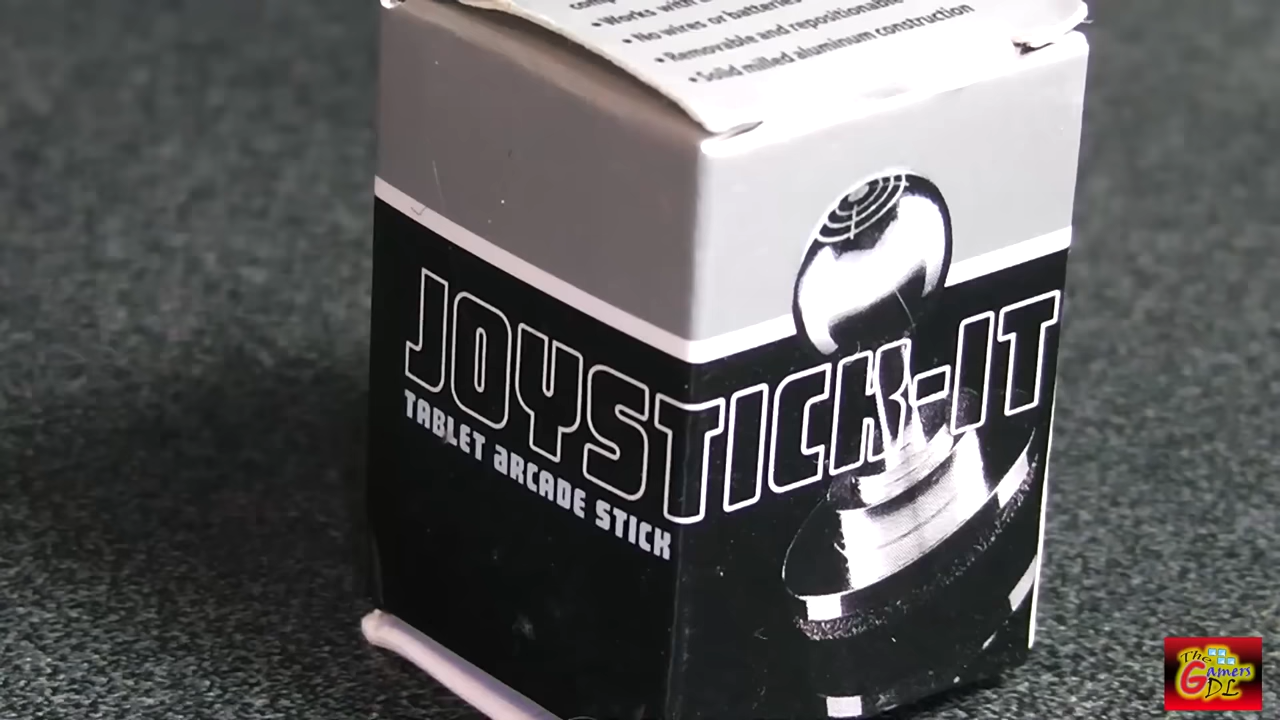 • Works with
• No wires or batteries
• Removable and repositionable
• Solid milled aluminum construction
JOYSTICK-IT
TABLET aRCADE STICK
The
Gamers
DL